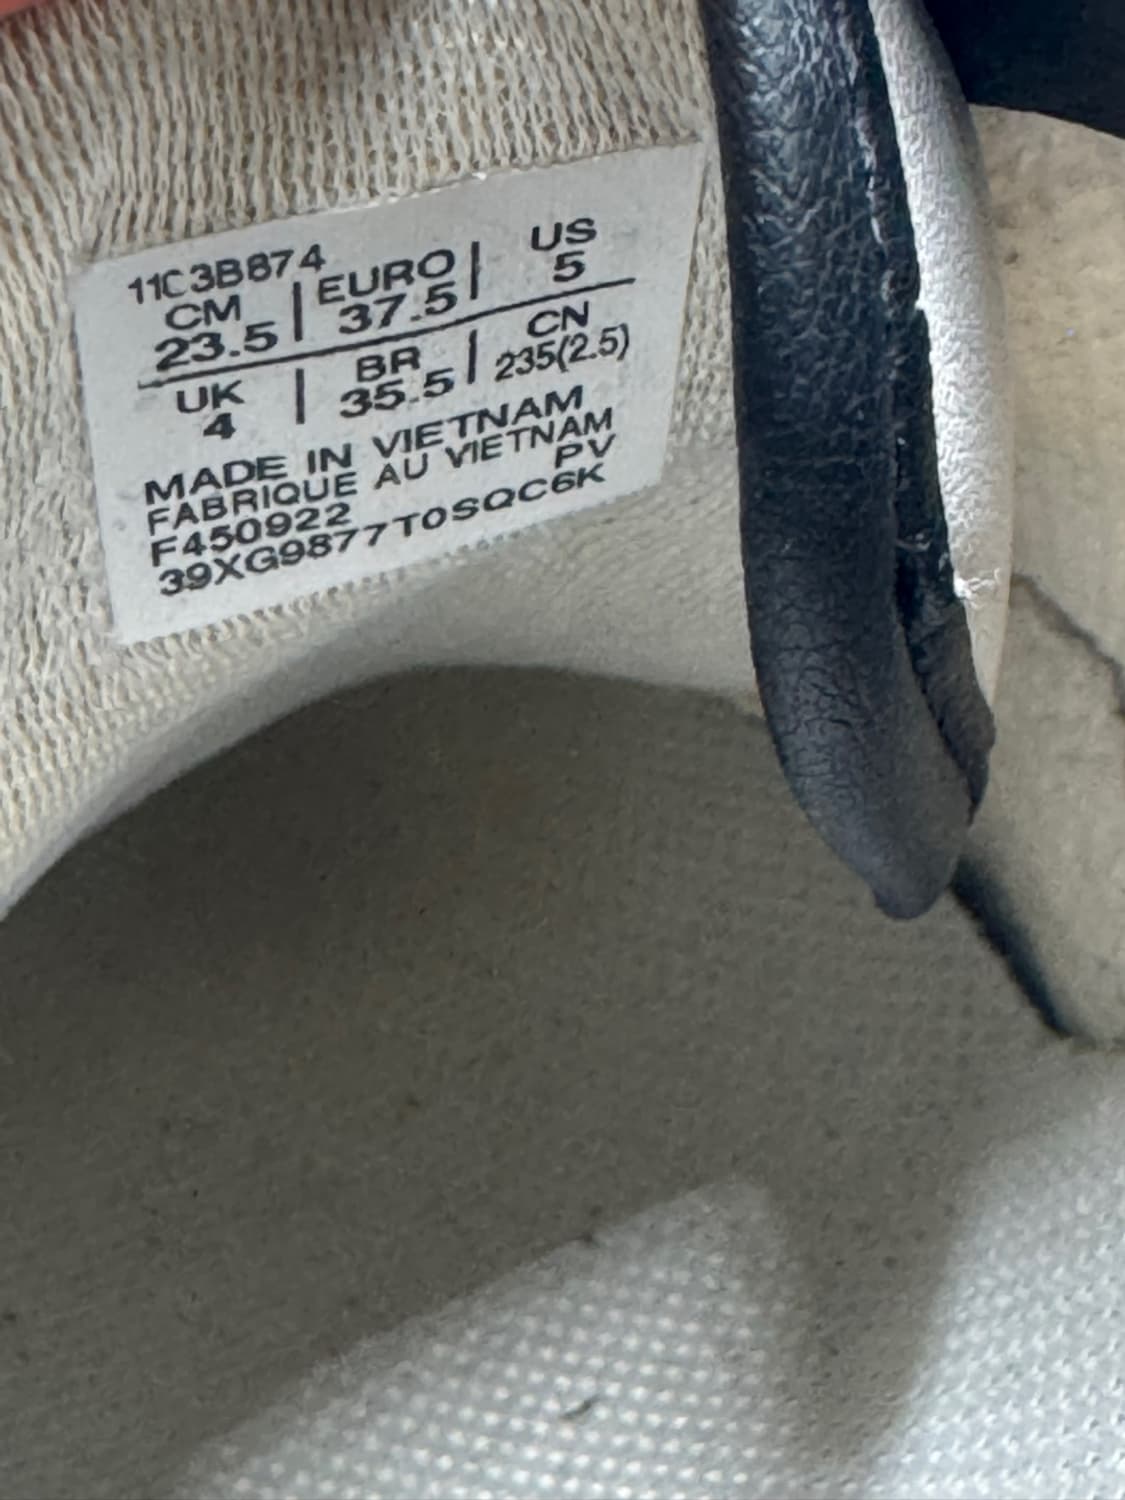 11C3B874
CM | EURO | US
23.5 | 37.5 | 5
UK | BR | CN
4 | 35.5 | 235(2.5)
MADE IN VIETNAM
FABRIQUE AU VIETNAM
F450922 PV
39XG9877T0SQC6K